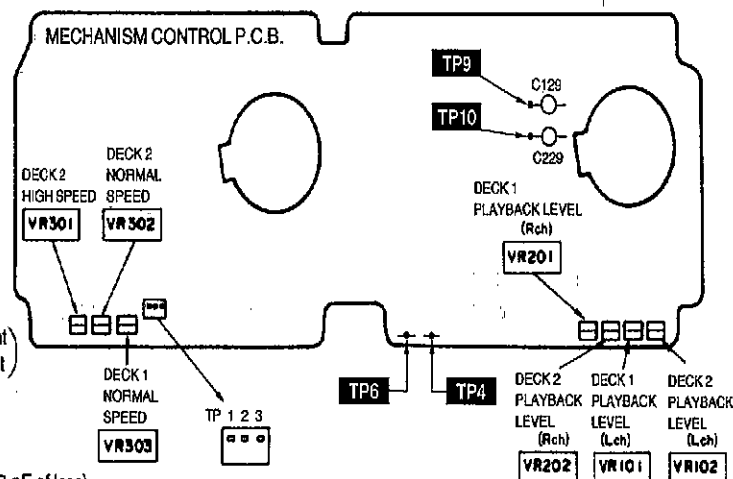 MECHANISM CONTROL P.C.B.
TP9
C129
TP10
C229
DECK 2
HIGH SPEED
VR301
DECK 2
NORMAL
SPEED
VR302
DECK 1
PLAYBACK LEVEL
(Rch)
VR201
DECK 1
NORMAL
SPEED
VR303
TP 1 2 3
TP6
TP4
DECK 2
PLAYBACK
LEVEL
(Rch)
VR202
DECK 1
PLAYBACK
LEVEL
(Lch)
VR101
DECK 2
PLAYBACK
LEVEL
(Lch)
VR102